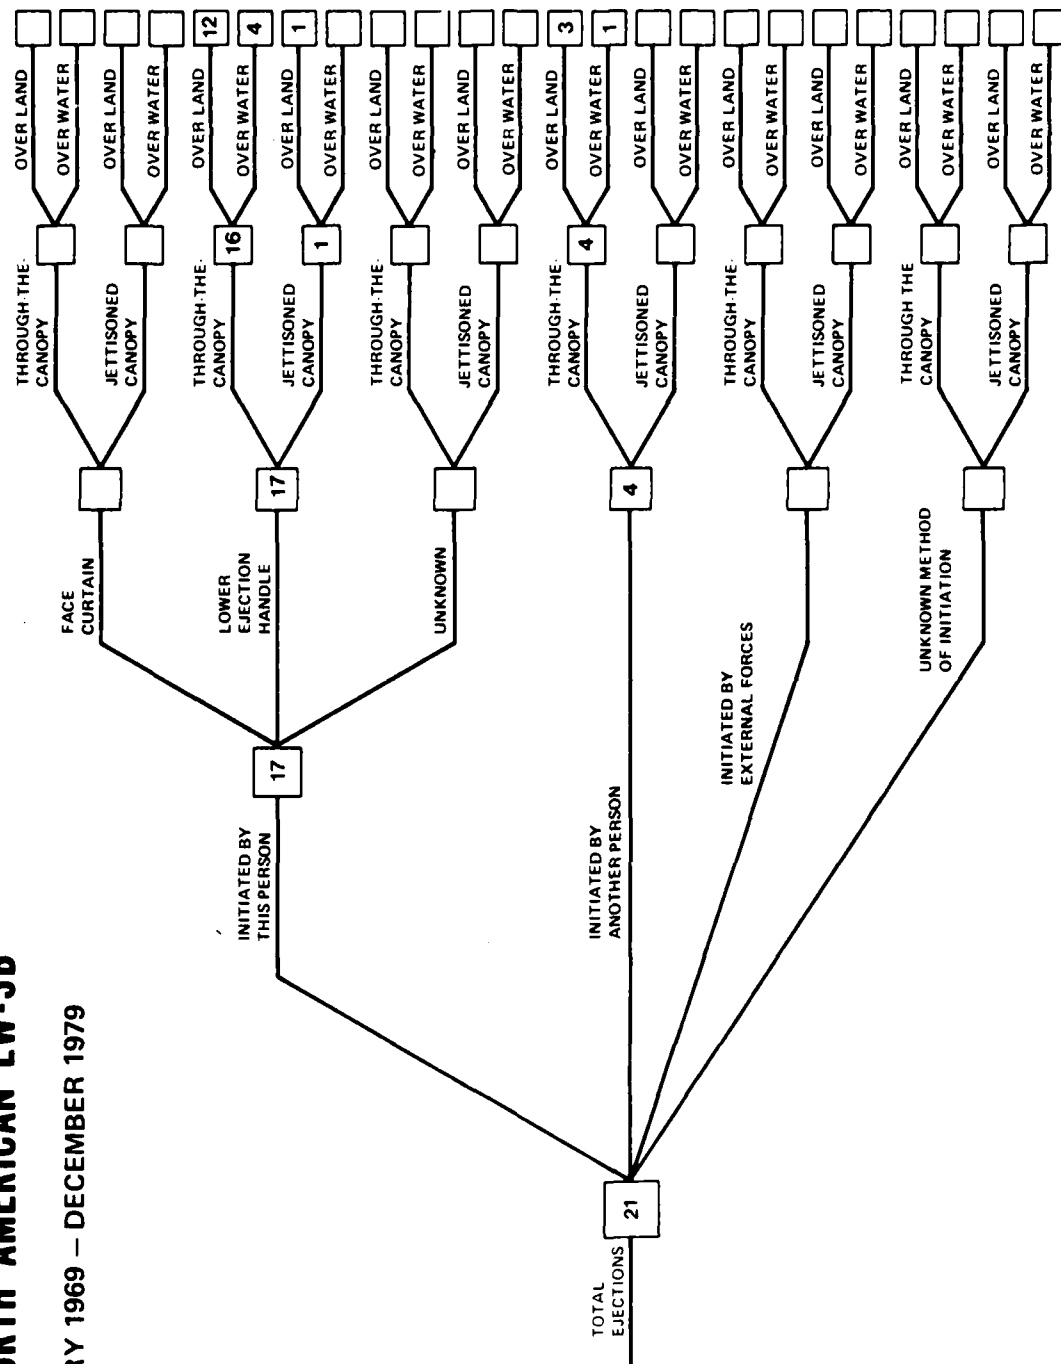 ORTH AMERICAN LW-3B
RY 1969 — DECEMBER 1979
TOTAL
EJECTIONS
21
INITIATED BY
THIS PERSON
17
FACE
CURTAIN
THROUGH-THE-
CANOPY
OVER LAND
OVER WATER
JETTISONED
CANOPY
OVER LAND
OVER WATER
LOWER
EJECTION
HANDLE
17
THROUGH-THE-
CANOPY
16
OVER LAND
12
OVER WATER
4
JETTISONED
CANOPY
1
OVER LAND
1
OVER WATER
UNKNOWN
THROUGH-THE-
CANOPY
OVER LAND
OVER WATER
JETTISONED
CANOPY
OVER LAND
OVER WATER
INITIATED BY
ANOTHER PERSON
4
THROUGH-THE-
CANOPY
4
OVER LAND
3
OVER WATER
1
JETTISONED
CANOPY
OVER LAND
OVER WATER
INITIATED BY
EXTERNAL FORCES
THROUGH-THE-
CANOPY
OVER LAND
OVER WATER
JETTISONED
CANOPY
OVER LAND
OVER WATER
UNKNOWN METHOD
OF INITIATION
THROUGH THE
CANOPY
OVER LAND
OVER WATER
JETTISONED
CANOPY
OVER LAND
OVER WATER